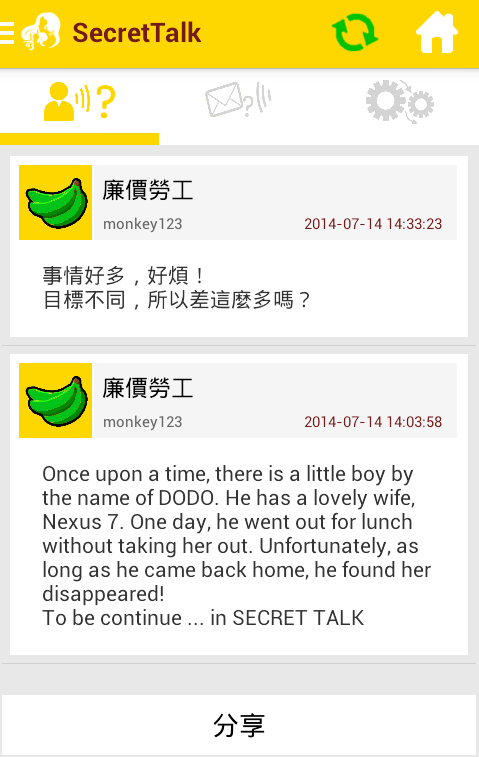 SecretTalk
廉價勞工
monkey123 2014-07-14 14:33:23
事情好多，好煩！
目標不同，所以差這麼多嗎？
廉價勞工
monkey123 2014-07-14 14:03:58
Once upon a time, there is a little boy by
the name of DODO. He has a lovely wife,
Nexus 7. One day, he went out for lunch
without taking her out. Unfortunately, as
long as he came back home, he found her
disappeared!
To be continue ... in SECRET TALK
分享